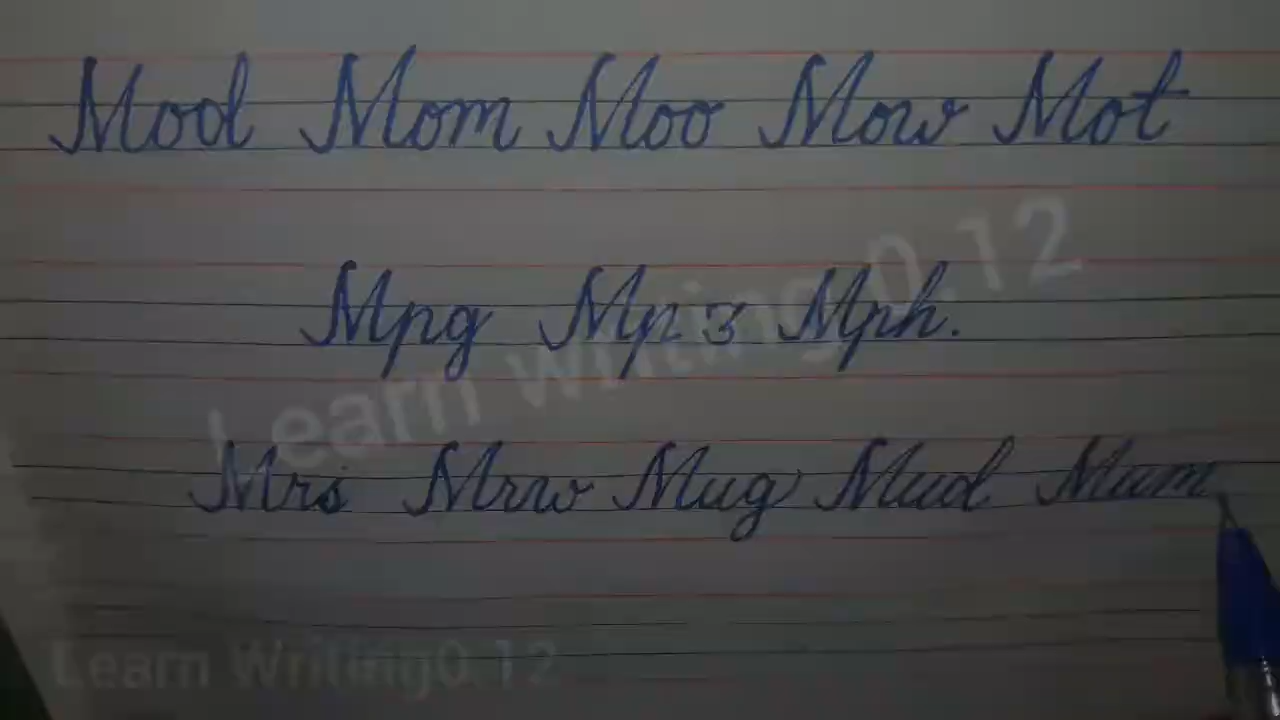 Mod Mom Moo Mow Mot
Mpg Mp3 Mph.
Learn writing0.12
Mrs Mrw Mug Mud Mum
Learn Writing0.12